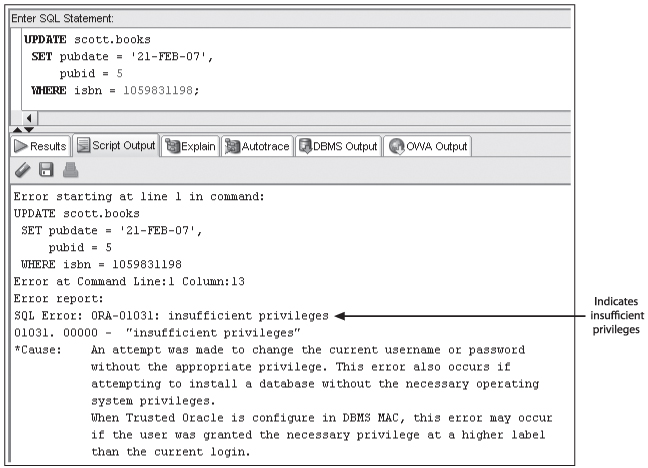 Enter SQL Statement:
UPDATE scott.books
SET pubdate = '21-FEB-07',
pubid = 5
WHERE isbn = 1059831198;
Results Script Output Explain Autotrace DBMS Output OWA Output
Error starting at line 1 in command:
UPDATE scott.books
SET pubdate = '21-FEB-07',
pubid = 5
WHERE isbn = 1059831198
Error at Command Line:1 Column:13
Error report:
SQL Error: ORA-01031: insufficient privileges
01031. 00000 - "insufficient privileges"
*Cause: An attempt was made to change the current username or password
without the appropriate privilege. This error also occurs if
attempting to install a database without the necessary operating
system privileges.
When Trusted Oracle is configure in DBMS MAC, this error may occur
if the user was granted the necessary privilege at a higher label
than the current login.
Indicates
insufficient
privileges